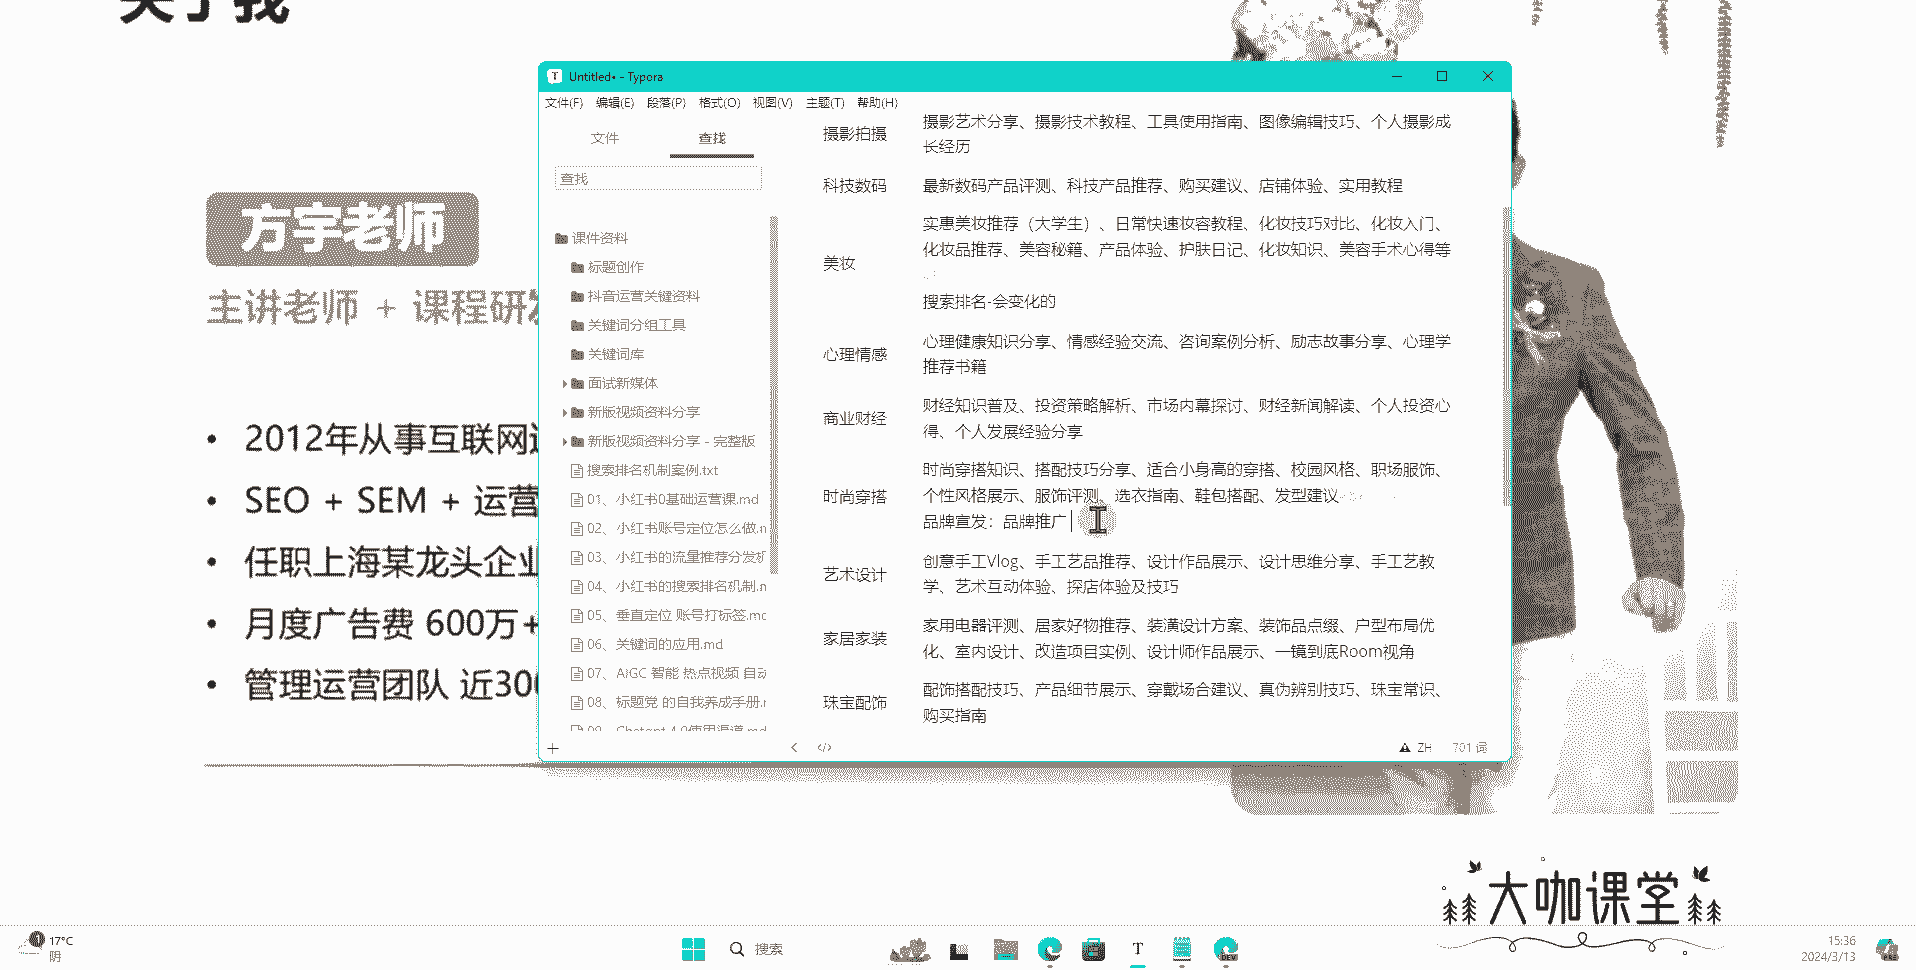 关于我
方宇老师
主讲老师 + 课程研发
2012年从事互联网
SEO + SEM + 运营
任职上海某龙头企业
月度广告费 600万+
管理运营团队 近300
Untitled• - Typora
文件(F) 编辑(E) 段落(P) 格式(O) 视图(V) 主题(T) 帮助(H)
文件 查找
查找
课件资料
标题创作
抖音运营关键资料
关键词分组工具
关键词库
面试新媒体
新版视频资料分享
新版视频资料分享 - 完整版
搜索排名机制案例.txt
01、小红书0基础运营课.md
02、小红书账号定位怎么做.
03、小红书的流量推荐分发机
04、小红书的搜索排名机制.
05、垂直定位 账号打标签.md
06、关键词的应用.md
07、AIGC 智能 热点视频 自动
08、标题党 的自我养成手册.
09、Chatgpt 4.0使用渠道.md
摄影拍摄
摄影艺术分享、摄影技术教程、工具使用指南、图像编辑技巧、个人摄影成
长经历
科技数码
最新数码产品评测、科技产品推荐、购买建议、店铺体验、实用教程
美妆
实惠美妆推荐（大学生）、日常快速妆容教程、化妆技巧对比、化妆入门、
化妆品推荐、美容秘籍、产品体验、护肤日记、化妆知识、美容手术心得等
搜索排名-会变化的
心理情感
心理健康知识分享、情感经验交流、咨询案例分析、励志故事分享、心理学
推荐书籍
商业财经
财经知识普及、投资策略解析、市场内幕探讨、财经新闻解读、个人投资心
得、个人发展经验分享
时尚穿搭
时尚穿搭知识、搭配技巧分享、适合小身高的穿搭、校园风格、职场服饰、
个性风格展示、服饰评测、选衣指南、鞋包搭配、发型建议
品牌宣发：品牌推广
艺术设计
创意手工Vlog、手工艺品推荐、设计作品展示、设计思维分享、手工艺教
学、艺术互动体验、探店体验及技巧
家居家装
家用电器评测、居家好物推荐、装潢设计方案、装饰品点缀、户型布局优
化、室内设计、改造项目实例、设计师作品展示、一镜到底Room视角
珠宝配饰
配饰搭配技巧、产品细节展示、穿戴场合建议、真伪辨别技巧、珠宝常识、
购买指南
ZH 701 词
大咖课堂
17°C
阴
搜索
15:36
2024/3/13